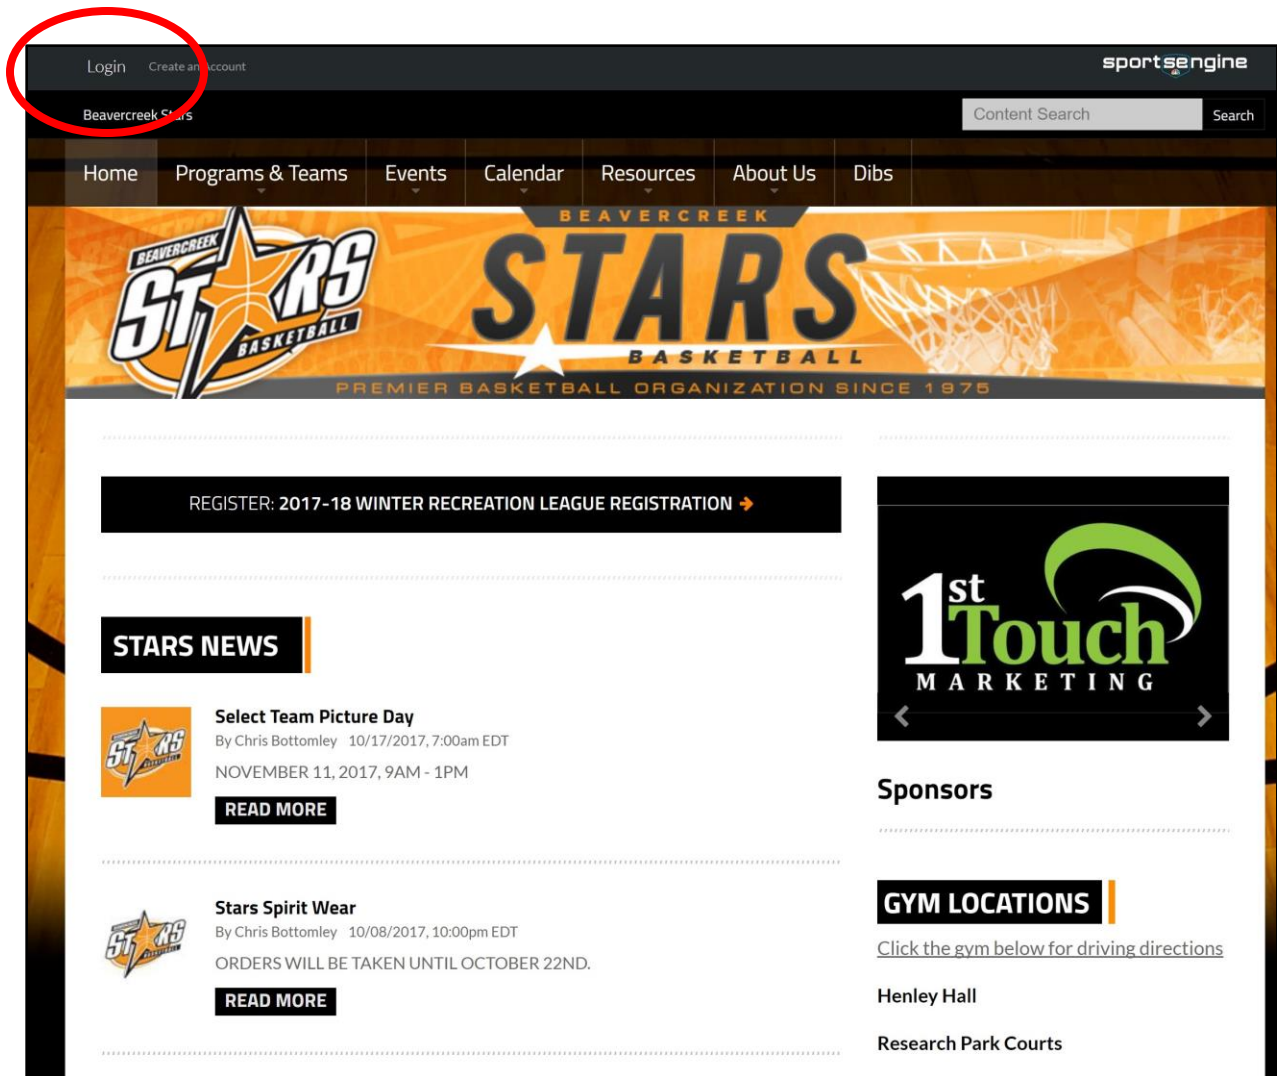 Login Create an Account
sportsengine
Beavercreek Stars
Content Search Search
Home Programs & Teams Events Calendar Resources About Us Dibs
BEAVERCREEK
STARS
BASKETBALL
BEAVERCREEK
STARS
BASKETBALL
PREMIER BASKETBALL ORGANIZATION SINCE 1975
REGISTER: 2017-18 WINTER RECREATION LEAGUE REGISTRATION
1st
Touch
MARKETING
STARS NEWS
STARS
Select Team Picture Day
By Chris Bottomley 10/17/2017, 7:00am EDT
NOVEMBER 11, 2017, 9AM - 1PM
READ MORE
Sponsors
STARS
Stars Spirit Wear
By Chris Bottomley 10/08/2017, 10:00pm EDT
ORDERS WILL BE TAKEN UNTIL OCTOBER 22ND.
READ MORE
GYM LOCATIONS
Click the gym below for driving directions
Henley Hall
Research Park Courts